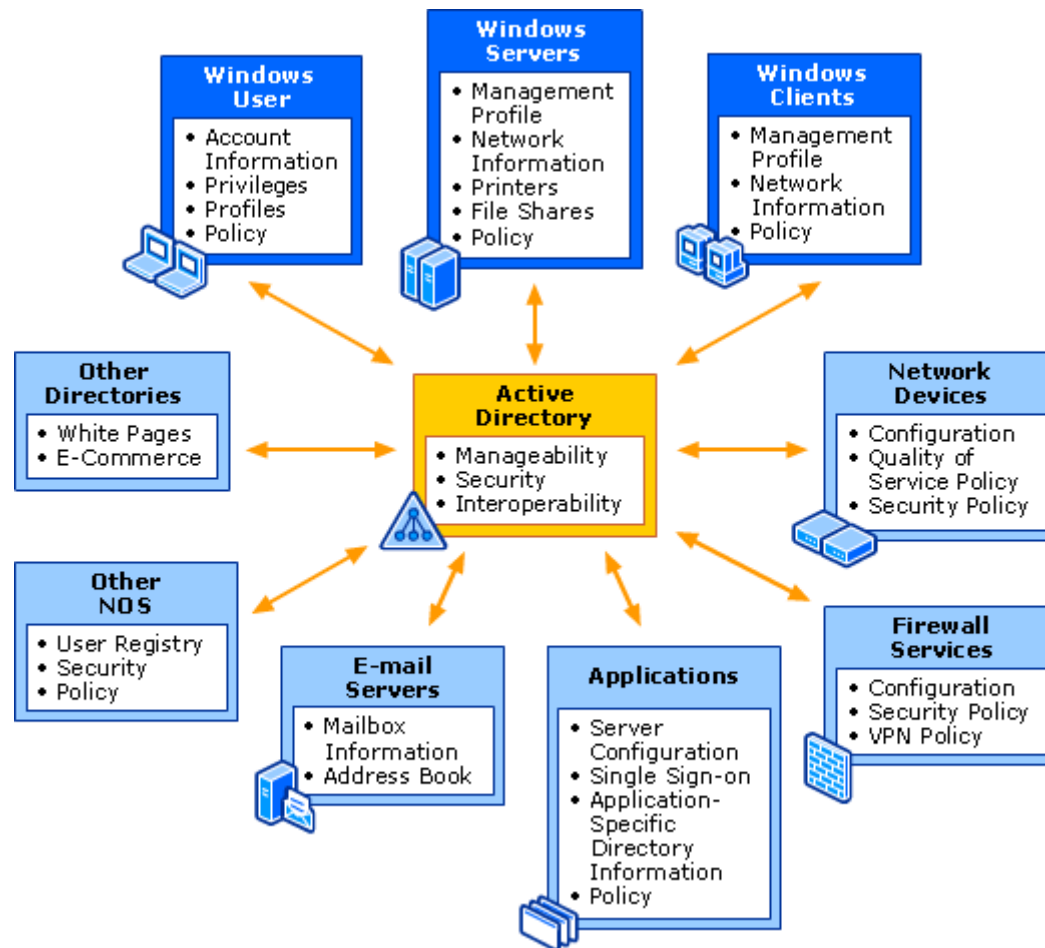 Windows
User
• Account
Information
• Privileges
• Profiles
• Policy
Windows
Servers
• Management
Profile
• Network
Information
• Printers
• File Shares
• Policy
Windows
Clients
• Management
Profile
• Network
Information
• Policy
Other
Directories
• White Pages
• E-Commerce
Active
Directory
• Manageability
• Security
• Interoperability
Network
Devices
• Configuration
• Quality of
Service Policy
• Security Policy
Other
NOS
• User Registry
• Security
• Policy
E-mail
Servers
• Mailbox
Information
• Address Book
Applications
• Server
Configuration
• Single Sign-on
• Application-
Specific
Directory
Information
• Policy
Firewall
Services
• Configuration
• Security Policy
• VPN Policy